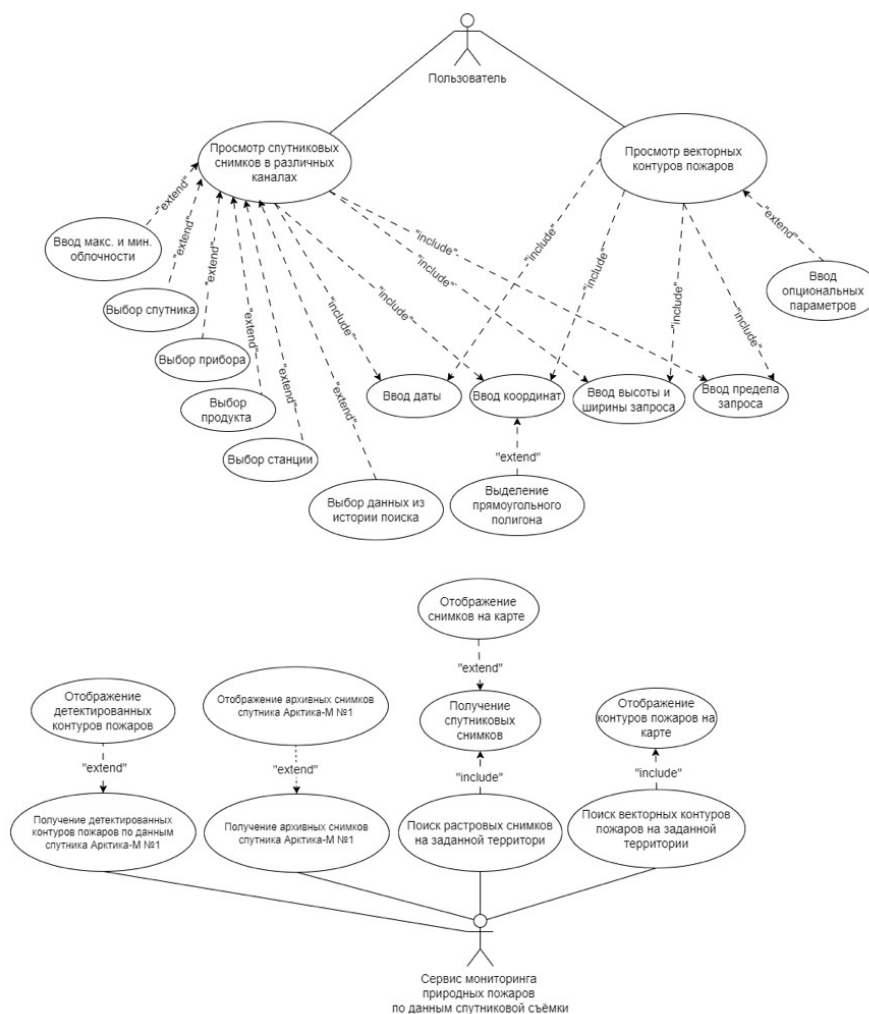 Пользователь
Просмотр спутниковых
снимков в различных
каналах
Просмотр векторных
контуров пожаров
"extend"
"extend"
"extend"
"extend"
"extend"
"extend"
"include"
"include"
"include"
"include"
"include"
"include"
"include"
"include"
"extend"
Ввод макс. и мин.
облочности
Выбор спутника
Выбор прибора
Выбор
продукта
Выбор станции
Выбор данных из
истории поиска
Ввод даты
Ввод координат
Ввод высоты и
ширины запроса
Ввод предела
запроса
Ввод
опциональных
параметров
"extend"
Выделение
прямоугольного
полигона
Отображение
снимков на карте
"extend"
Отображение
детектированных
контуров пожаров
Отображение архивных снимков
спутника Арктика-М №1
Получение
спутниковых
снимков
Отображение
контуров пожаров на
карте
"extend"
"extend"
"include"
"include"
Получение детектированных
контуров пожаров по данным
спутника Арктика-М №1
Получение архивных снимков
спутника Арктика-М №1
Поиск растровых снимков
на заданной территори
Поиск векторных контуров
пожаров на заданной
территории
Сервис мониторинга
природных пожаров
по данным спутниковой съёмки